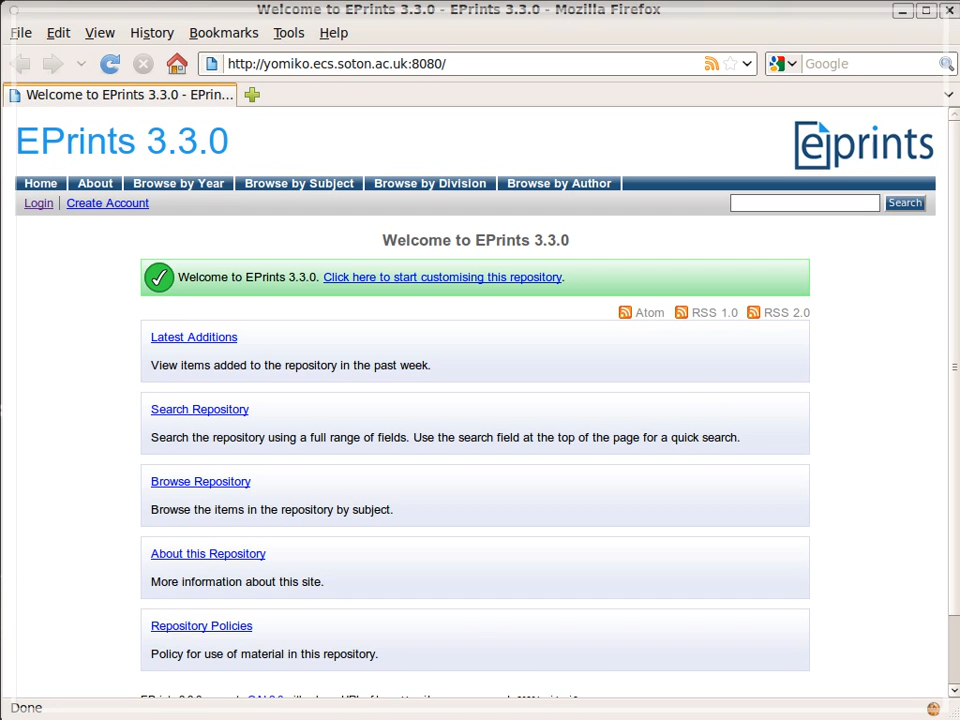 Welcome to EPrints 3.3.0 - EPrints 3.3.0 - Mozilla Firefox
File Edit View History Bookmarks Tools Help
http://yomiko.ecs.soton.ac.uk:8080/ Google
Welcome to EPrints 3.3.0 - EPrin...
EPrints 3.3.0 eprints
Home About Browse by Year Browse by Subject Browse by Division Browse by Author
Login Create Account Search
Welcome to EPrints 3.3.0
Welcome to EPrints 3.3.0. Click here to start customising this repository.
Atom RSS 1.0 RSS 2.0
Latest Additions
View items added to the repository in the past week.
Search Repository
Search the repository using a full range of fields. Use the search field at the top of the page for a quick search.
Browse Repository
Browse the items in the repository by subject.
About this Repository
More information about this site.
Repository Policies
Policy for use of material in this repository.
Done